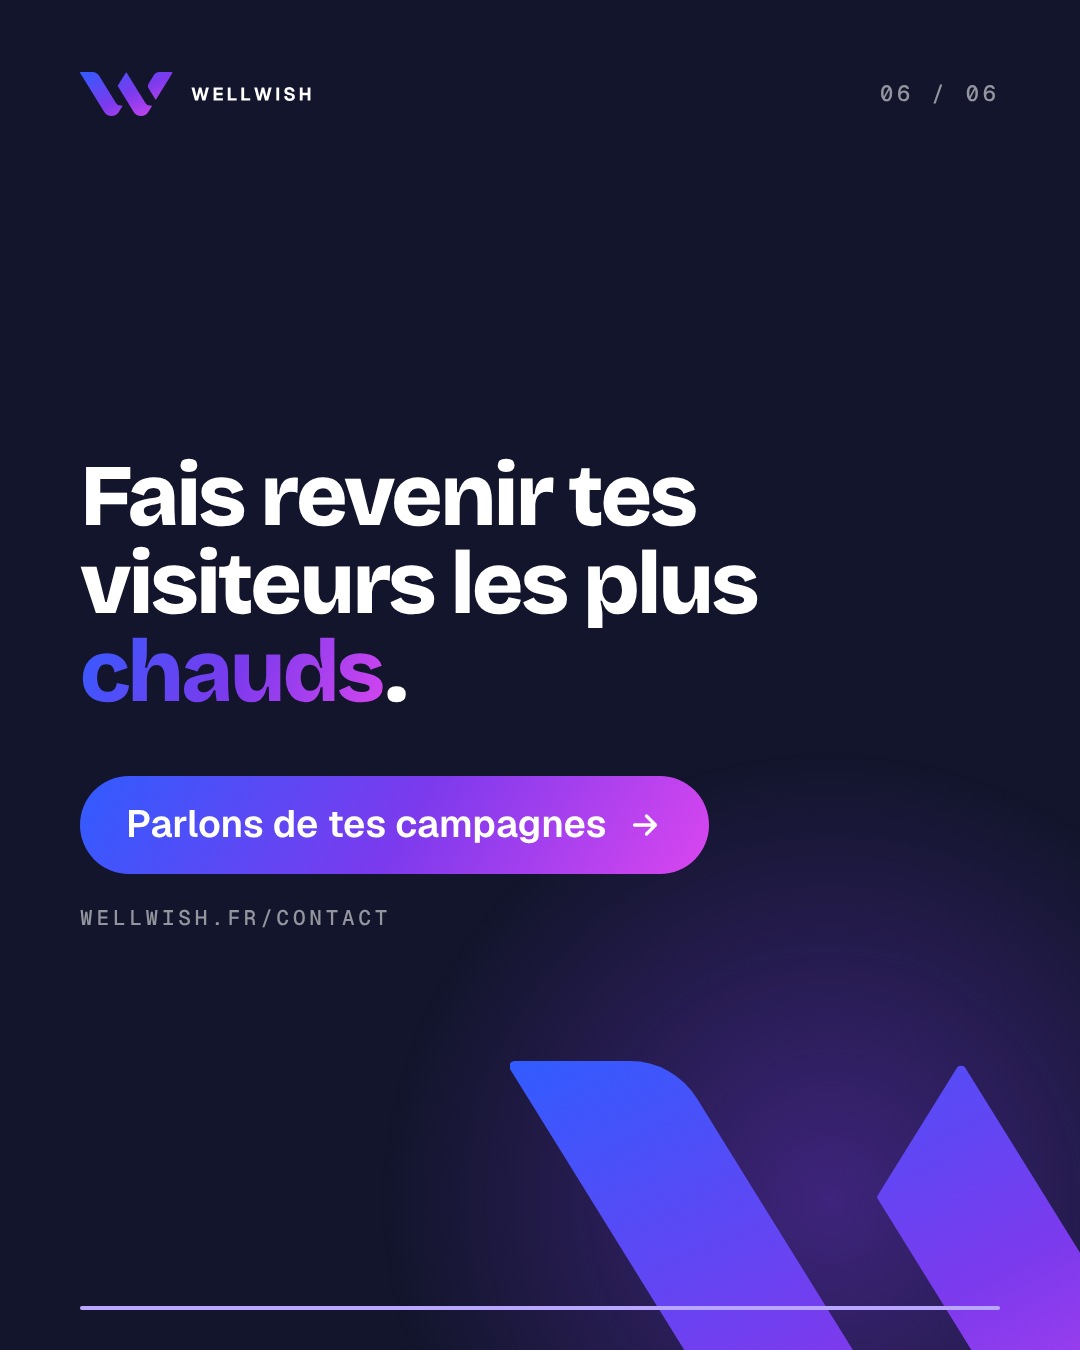 WELLWISH
06 / 06
Fais revenir tes
visiteurs les plus
chauds.
Parlons de tes campagnes →
WELLWISH.FR/CONTACT